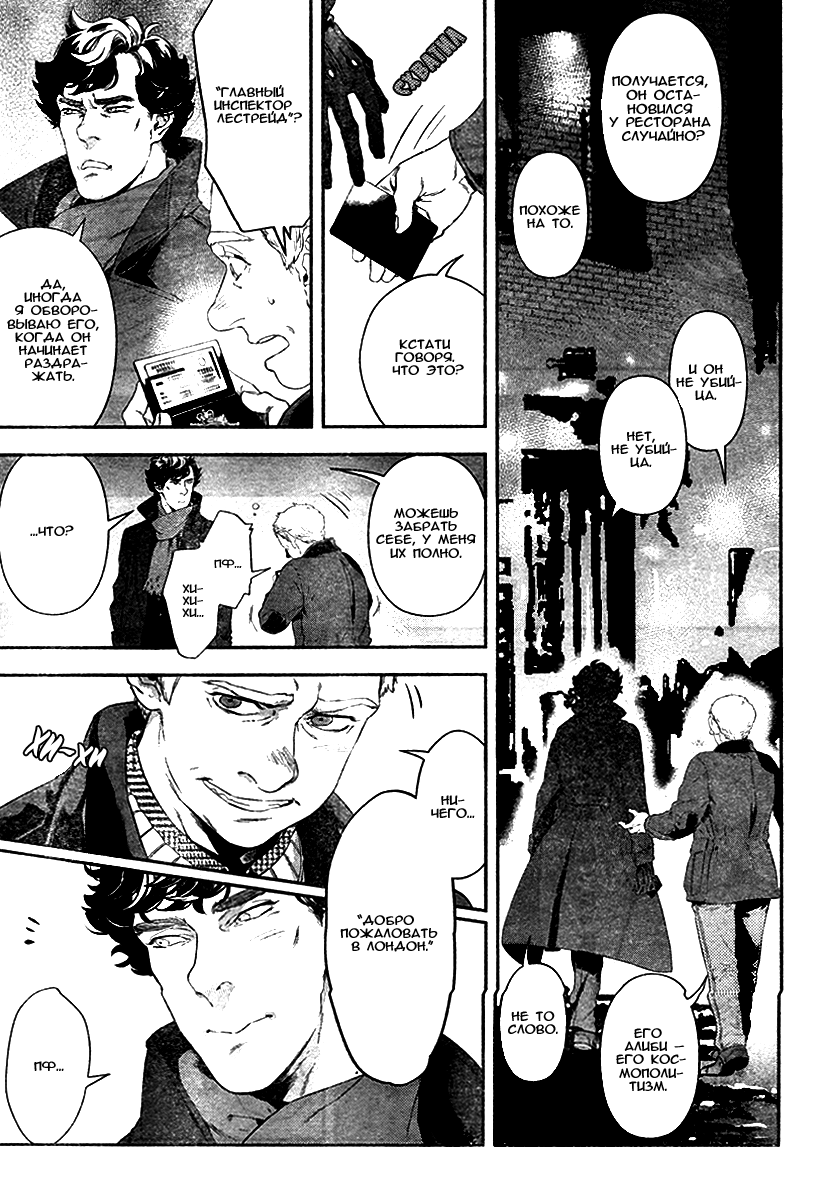 ПОЛУЧАЕТСЯ,
ОН ОСТА-
НОВИЛСЯ
У РЕСТОРАНА
СЛУЧАЙНО?
ПОХОЖЕ
НА ТО.
И ОН
НЕ УБИЙ-
ЦА.
НЕТ,
НЕ УБИЙ-
ЦА.
ЕГО
АЛИБИ —
ЕГО КОС-
МОПОЛИ-
ТИЗМ.
НЕ ТО
СЛОВО.
СХВАТИЛ
КСТАТИ
ГОВОРЯ.
ЧТО ЭТО?
"ГЛАВНЫЙ
ИНСПЕКТОР
ЛЕСТРЕЙД"?
ДА,
ИНОГДА
Я ОБВОРО-
ВЫВАЮ ЕГО,
КОГДА ОН
НАЧИНАЕТ
РАЗДРА-
ЖАТЬ.
МОЖЕШЬ
ЗАБРАТЬ
СЕБЕ, У МЕНЯ
ИХ ПОЛНО.
ПФ...
ХИ-
ХИ-
ХИ...
...ЧТО?
НИ-
ЧЕГО...
ХИ-ХИ
"ДОБРО
ПОЖАЛОВАТЬ
В ЛОНДОН."
ПФ...